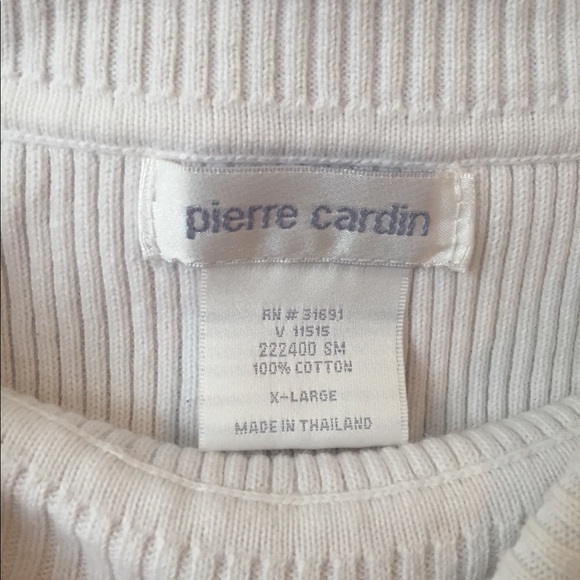 pierre cardin
RN # 31691
V 11515
222400 SM
100% COTTON
X-LARGE
MADE IN THAILAND